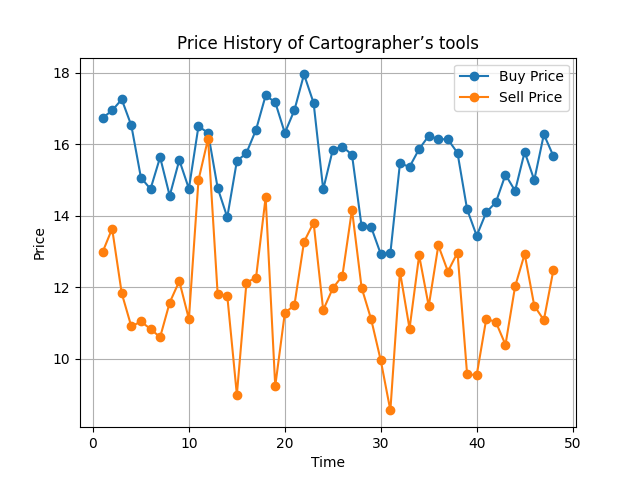 Price History of Cartographer’s tools
Buy Price
Sell Price
18
16
14
12
10
Price
0
10
20
30
40
50
Time